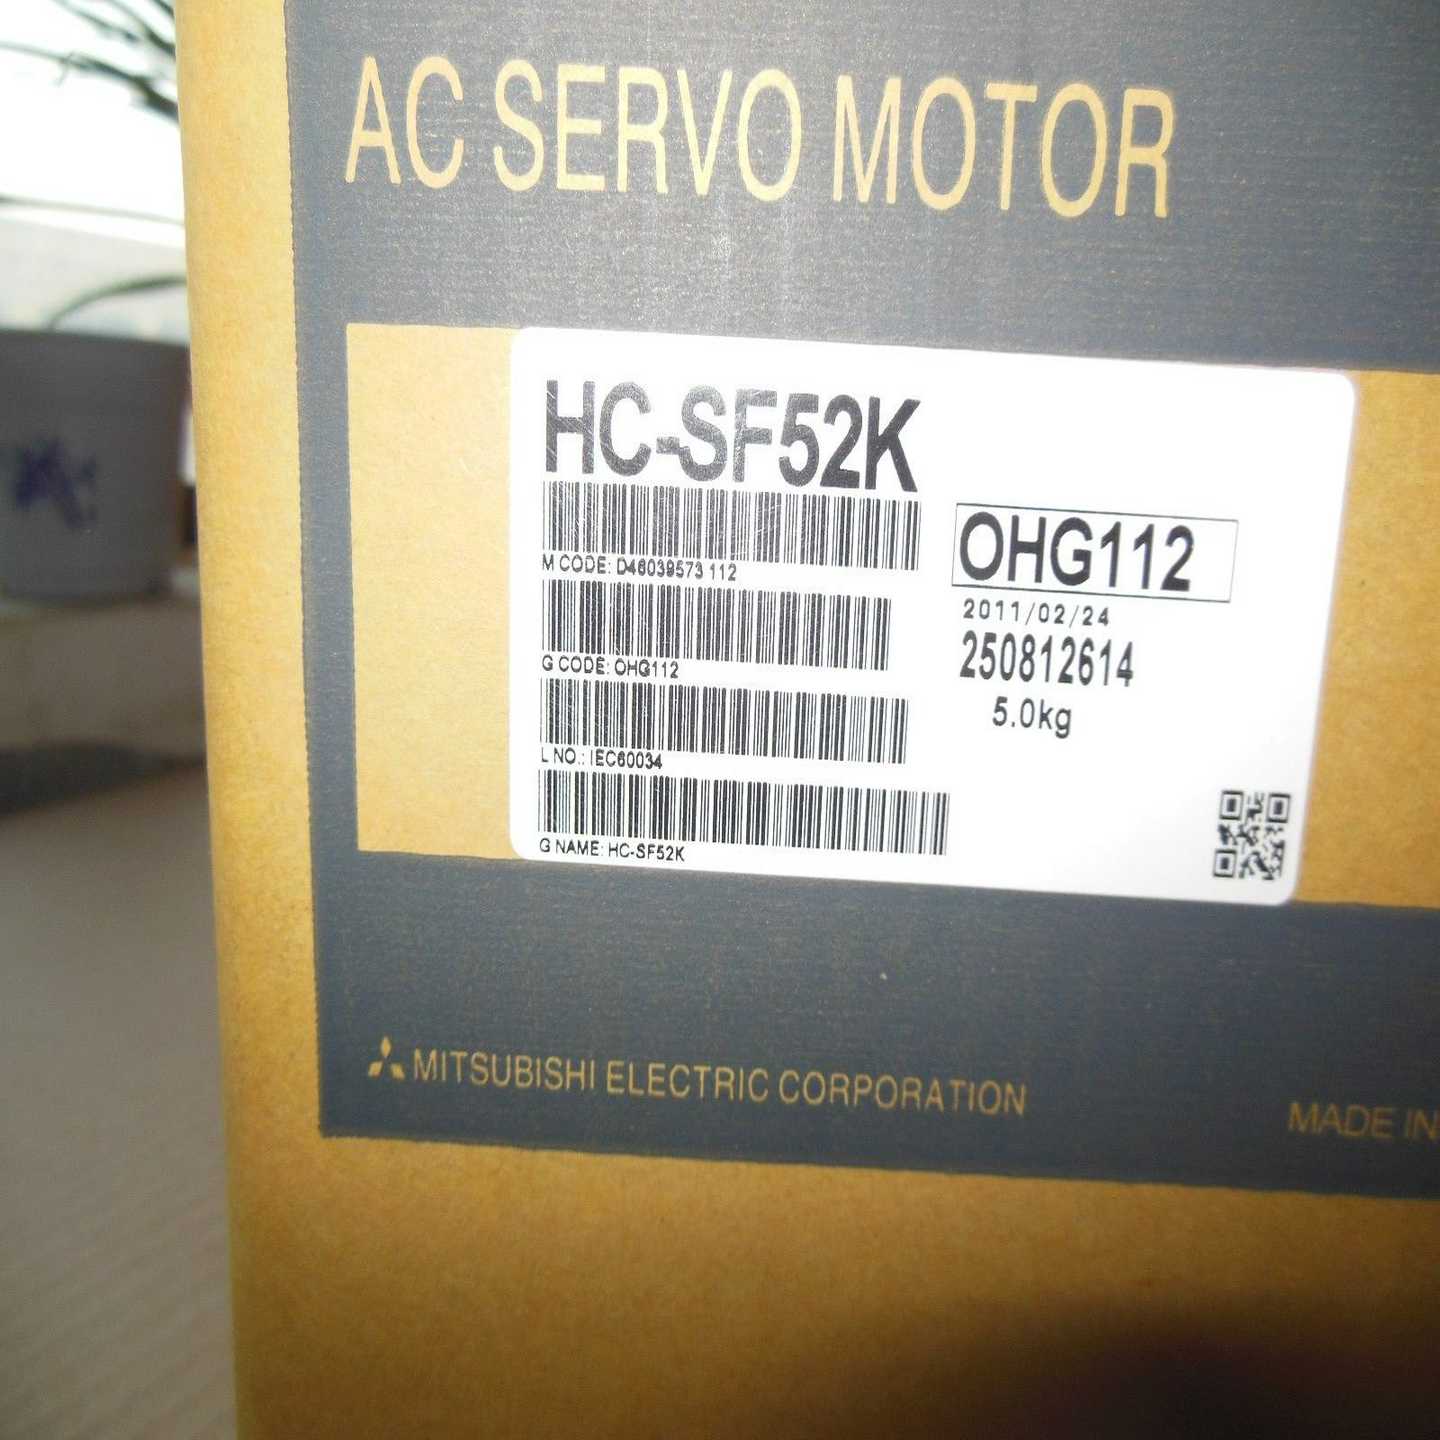 AC SERVO MOTOR
HC-SF52K
M CODE: D46039573 112
G CODE: OHG112
L NO.: IEC60034
G NAME: HC-SF52K
OHG112
2011/02/24
250812614
5.0kg
MITSUBISHI ELECTRIC CORPORATION
MADE IN